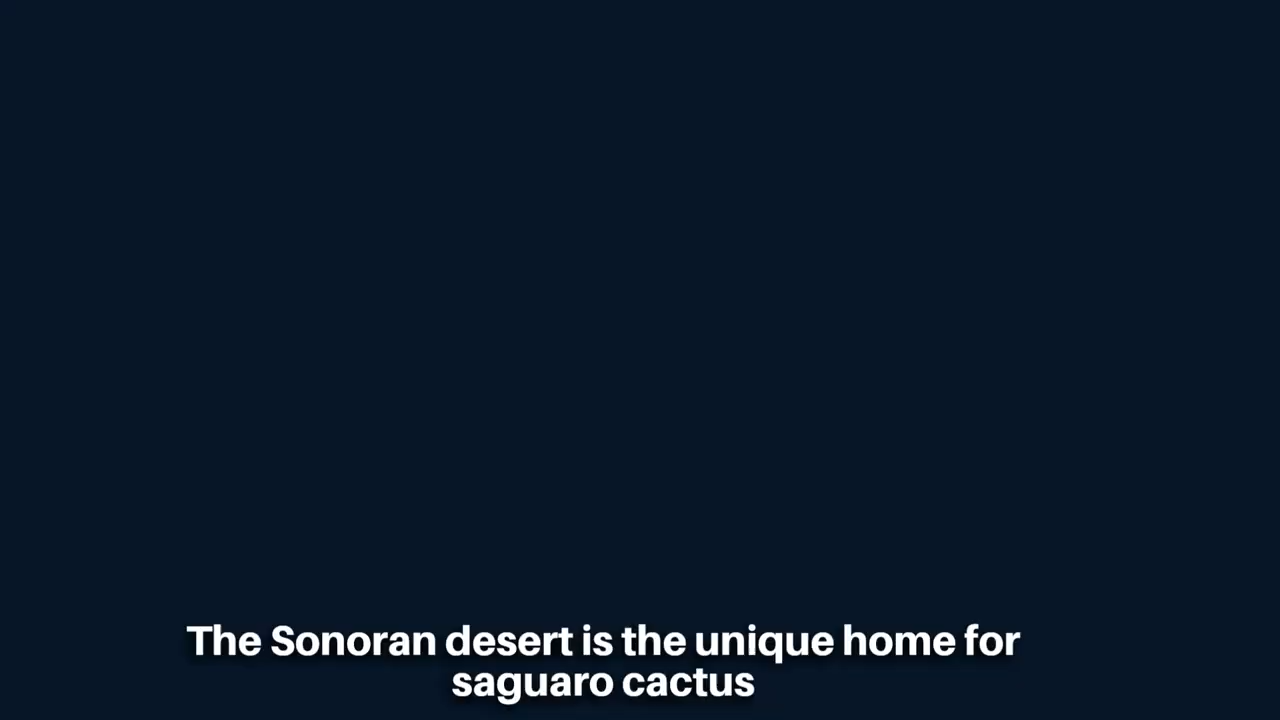 The Sonoran desert is the unique home for
saguaro cactus